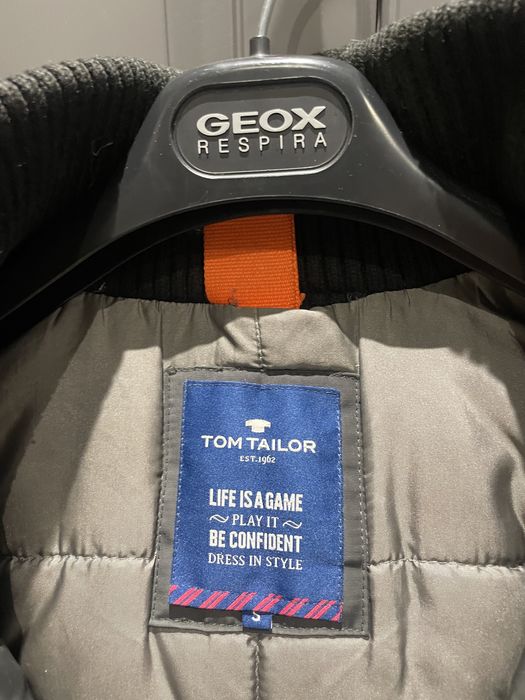 GEOX
RESPIRA
TOM TAILOR
EST.1962
LIFE IS A GAME
~ PLAY IT ~
BE CONFIDENT
DRESS IN STYLE
S